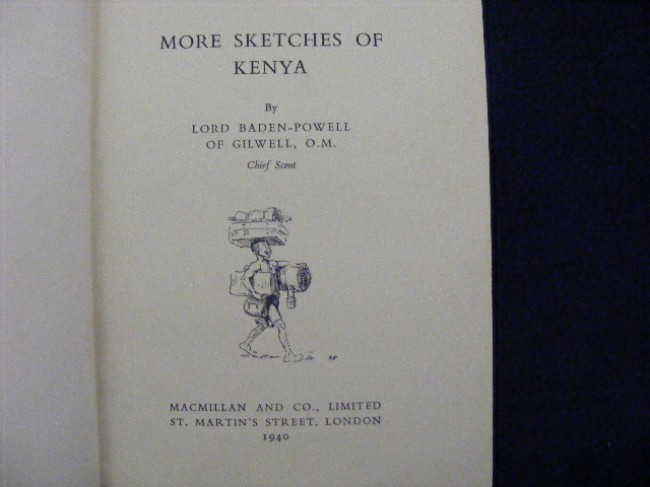 MORE SKETCHES OF
KENYA
By
LORD BADEN-POWELL
OF GILWELL, O.M.
Chief Scout
MACMILLAN AND CO., LIMITED
ST. MARTIN'S STREET, LONDON
1940